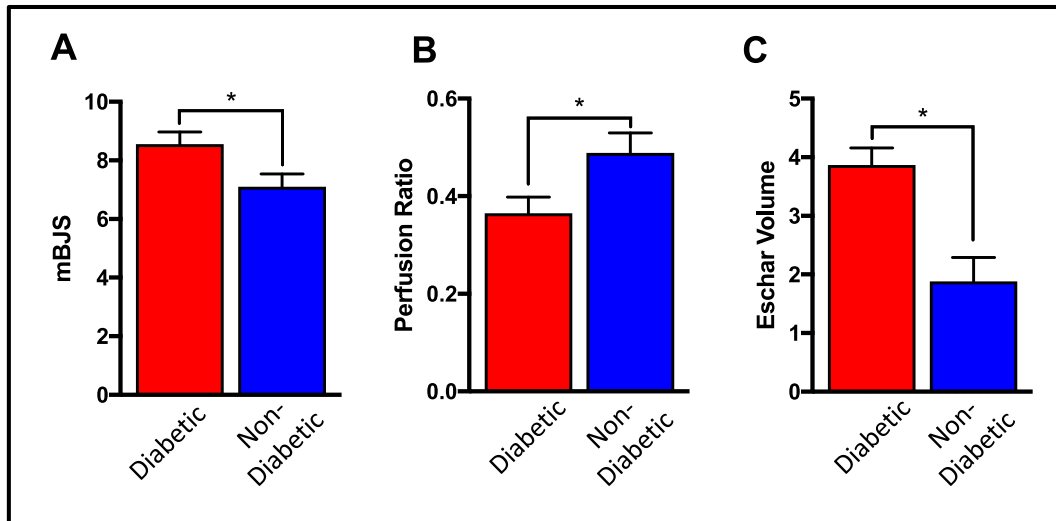 A
mBJS
10
8
6
4
2
0
*
Diabetic
Non-
Diabetic
B
Perfusion Ratio
0.6
0.4
0.2
0.0
*
Diabetic
Non-
Diabetic
C
Eschar Volume
5
4
3
2
1
0
*
Diabetic
Non-
Diabetic